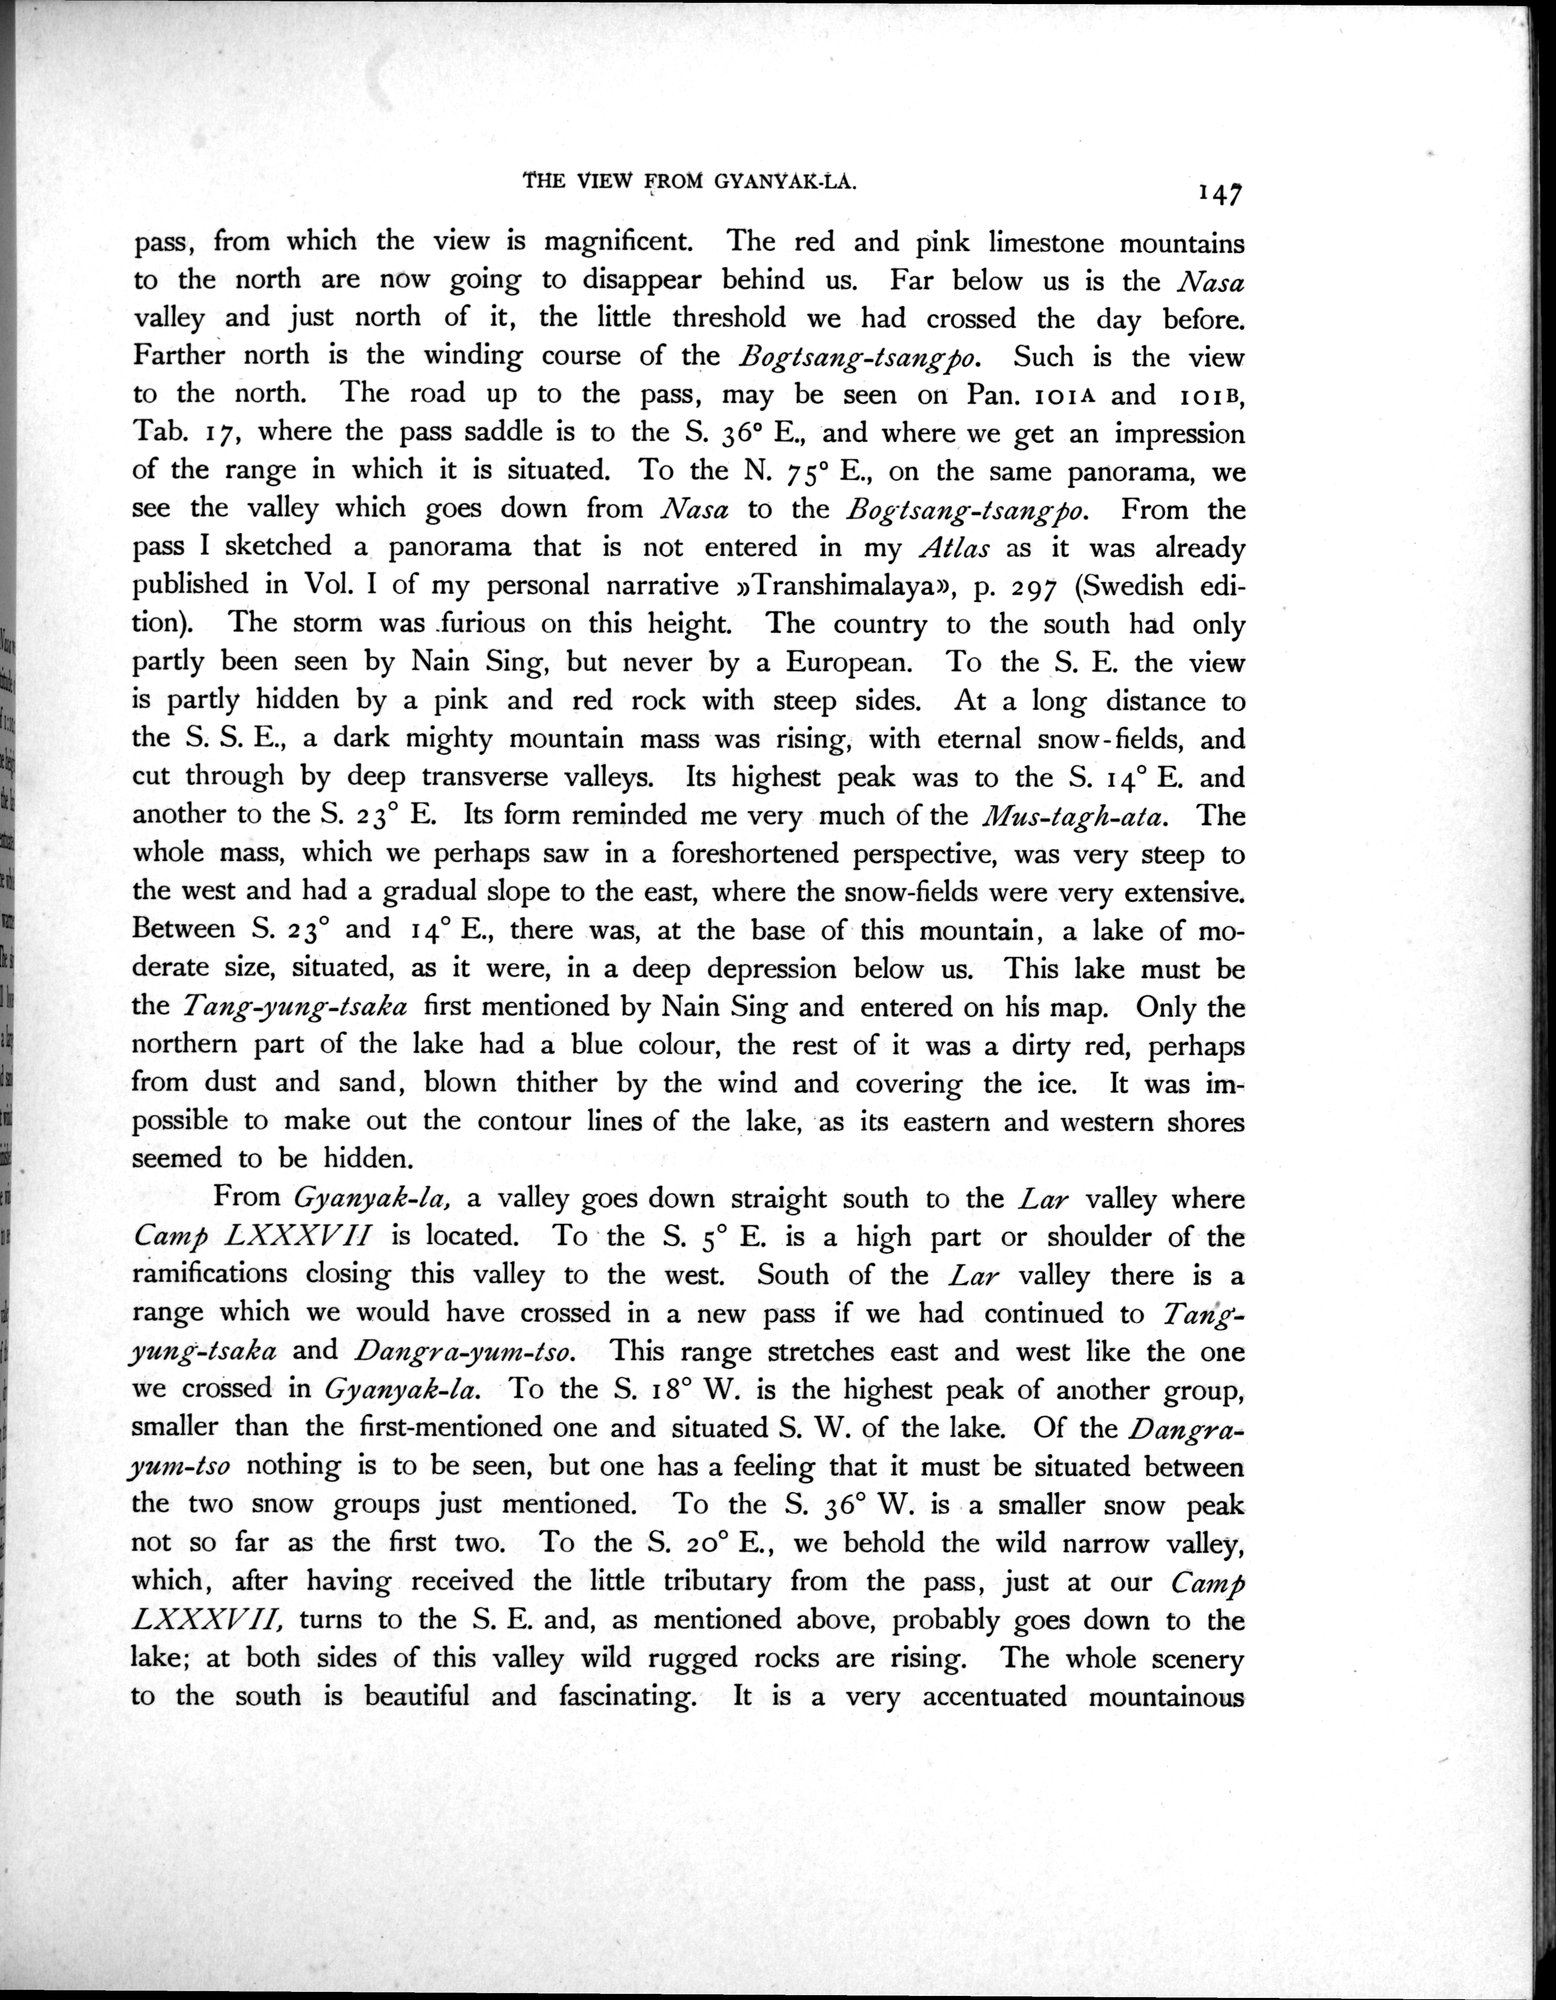 THE VIEW FROM GYANYAK-LA.
147
pass, from which the view is magnificent. The red and pink limestone mountains
to the north are now going to disappear behind us. Far below us is the Nasa
valley and just north of it, the little threshold we had crossed the day before.
Farther north is the winding course of the Bogtsang-tsangpo. Such is the view
to the north. The road up to the pass, may be seen on Pan. 101A and 101B,
Tab. 17, where the pass saddle is to the S. 36° E., and where we get an impression
of the range in which it is situated. To the N. 75° E., on the same panorama, we
see the valley which goes down from Nasa to the Bogtsang-tsangpo. From the
pass I sketched a panorama that is not entered in my Atlas as it was already
published in Vol. I of my personal narrative »Transhimalaya», p. 297 (Swedish edi-
tion). The storm was furious on this height. The country to the south had only
partly been seen by Nain Sing, but never by a European. To the S. E. the view
is partly hidden by a pink and red rock with steep sides. At a long distance to
the S. S. E., a dark mighty mountain mass was rising, with eternal snow-fields, and
cut through by deep transverse valleys. Its highest peak was to the S. 14° E. and
another to the S. 23° E. Its form reminded me very much of the Mus-tagh-ata. The
whole mass, which we perhaps saw in a foreshortened perspective, was very steep to
the west and had a gradual slope to the east, where the snow-fields were very extensive.
Between S. 23° and 14° E., there was, at the base of this mountain, a lake of mo-
derate size, situated, as it were, in a deep depression below us. This lake must be
the Tang-yung-tsaka first mentioned by Nain Sing and entered on his map. Only the
northern part of the lake had a blue colour, the rest of it was a dirty red, perhaps
from dust and sand, blown thither by the wind and covering the ice. It was im-
possible to make out the contour lines of the lake, as its eastern and western shores
seemed to be hidden.
From Gyanyak-la, a valley goes down straight south to the Lar valley where
Camp LXXXVII is located. To the S. 5° E. is a high part or shoulder of the
ramifications closing this valley to the west. South of the Lar valley there is a
range which we would have crossed in a new pass if we had continued to Tang-
yung-tsaka and Dangra-yum-tso. This range stretches east and west like the one
we crossed in Gyanyak-la. To the S. 18° W. is the highest peak of another group,
smaller than the first-mentioned one and situated S. W. of the lake. Of the Dangra-
yum-tso nothing is to be seen, but one has a feeling that it must be situated between
the two snow groups just mentioned. To the S. 36° W. is a smaller snow peak
not so far as the first two. To the S. 20° E., we behold the wild narrow valley,
which, after having received the little tributary from the pass, just at our Camp
LXXXVII, turns to the S. E. and, as mentioned above, probably goes down to the
lake; at both sides of this valley wild rugged rocks are rising. The whole scenery
to the south is beautiful and fascinating. It is a very accentuated mountainous